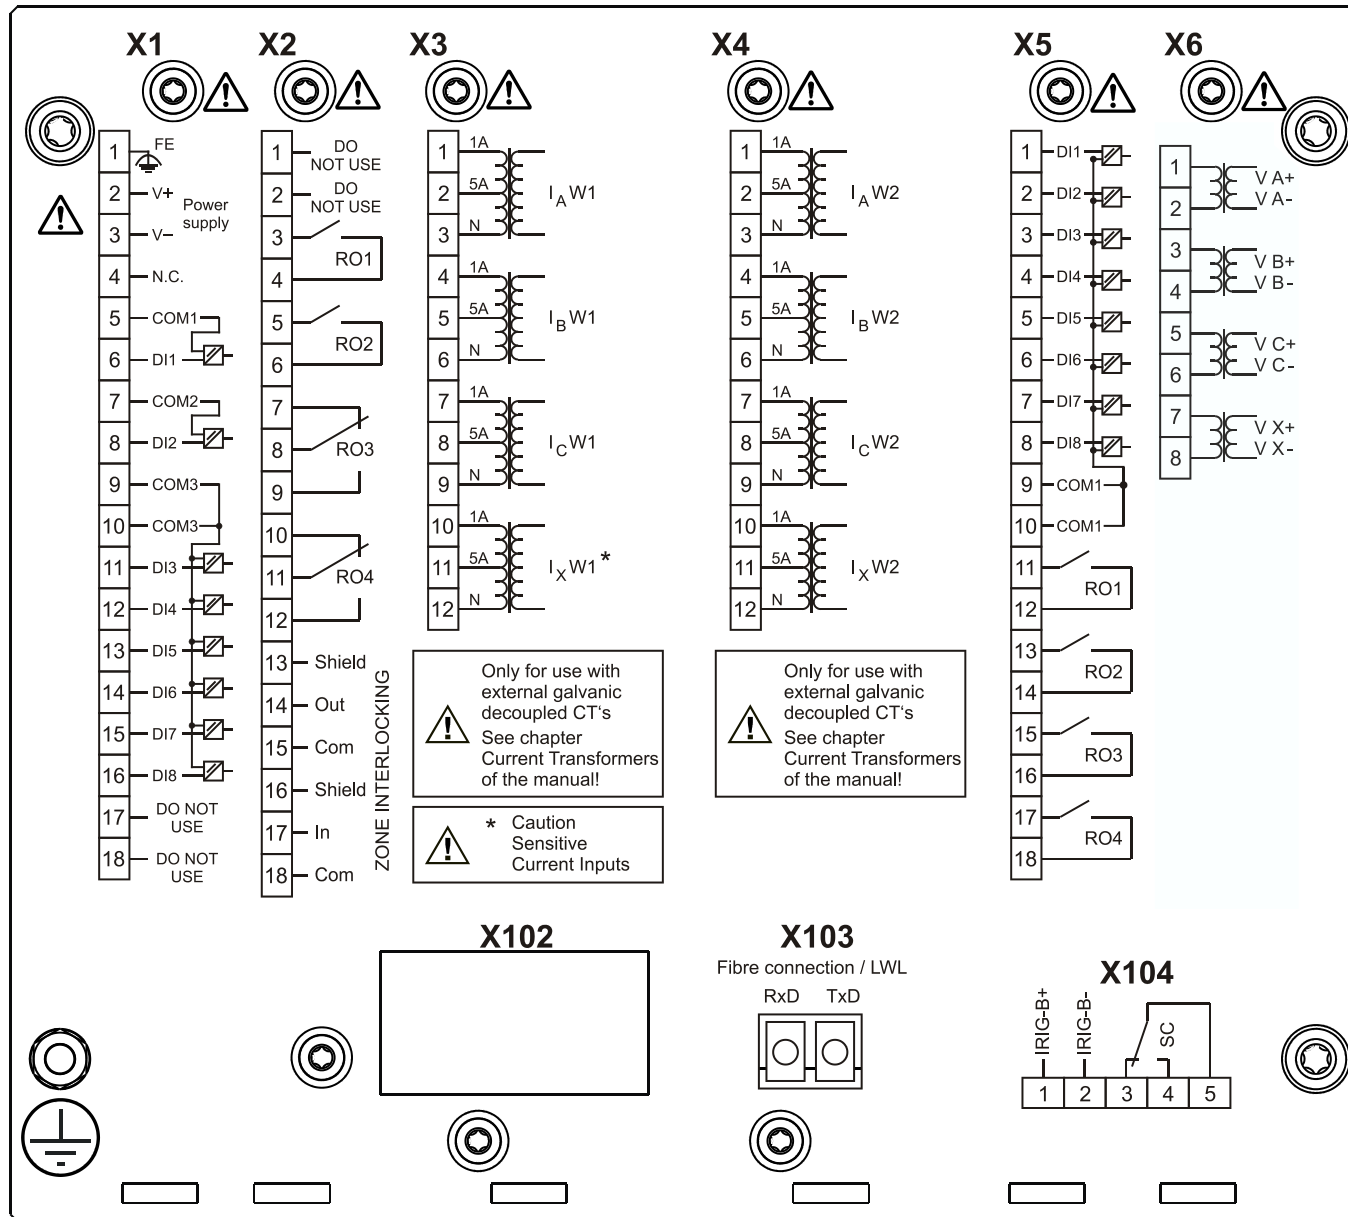 X1
X2
X3
X4
X5
X6
1 FE
2 V+
Power
supply
3 V–
4 N.C.
5 COM1
6 DI1
7 COM2
8 DI2
9 COM3
10 COM3
11 DI3
12 DI4
13 DI5
14 DI6
15 DI7
16 DI8
17 DO NOT
USE
18 DO NOT
USE
1 DO
NOT USE
2 DO
NOT USE
3
RO1
4
5
RO2
6
7
8 RO3
9
10
11 RO4
12
13 Shield
14 Out
15 Com
16 Shield
17 In
18 Com
ZONE INTERLOCKING
1 1A
2 5A IA W1
3 N
4 1A
5 5A IB W1
6 N
7 1A
8 5A IC W1
9 N
10 1A
11 5A IX W1 *
12 N
Only for use with
external galvanic
decoupled CT‘s
See chapter
Current Transformers
of the manual!
* Caution
Sensitive
Current Inputs
1 1A
2 5A IA W2
3 N
4 1A
5 5A IB W2
6 N
7 1A
8 5A IC W2
9 N
10 1A
11 5A IX W2
12 N
Only for use with
external galvanic
decoupled CT‘s
See chapter
Current Transformers
of the manual!
1 DI1
2 DI2
3 DI3
4 DI4
5 DI5
6 DI6
7 DI7
8 DI8
9 COM1
10 COM1
11
RO1
12
13
RO2
14
15
RO3
16
17
RO4
18
1 V A+
2 V A-
3 V B+
4 V B-
5 V C+
6 V C-
7 V X+
8 V X-
X102
X103
Fibre connection / LWL
RxD TxD
X104
IRIG-B+
IRIG-B-
SC
1 2 3 4 5